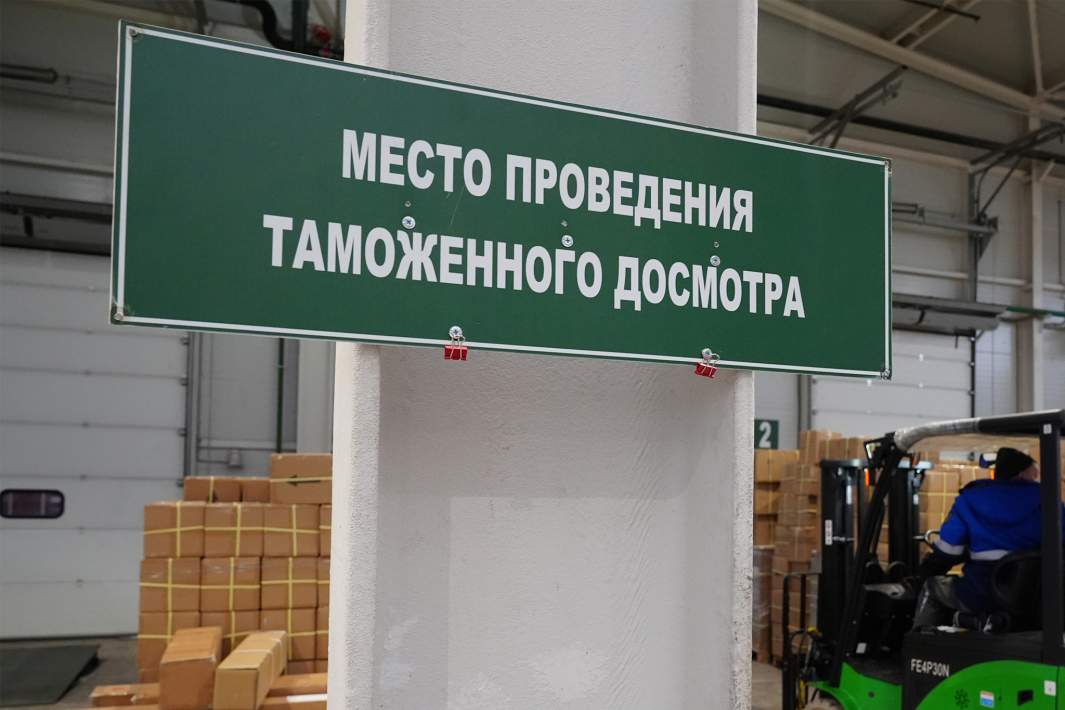 МЕСТО ПРОВЕДЕНИЯ
ТАМОЖЕННОГО ДОСМОТРА
2
FE4P30N